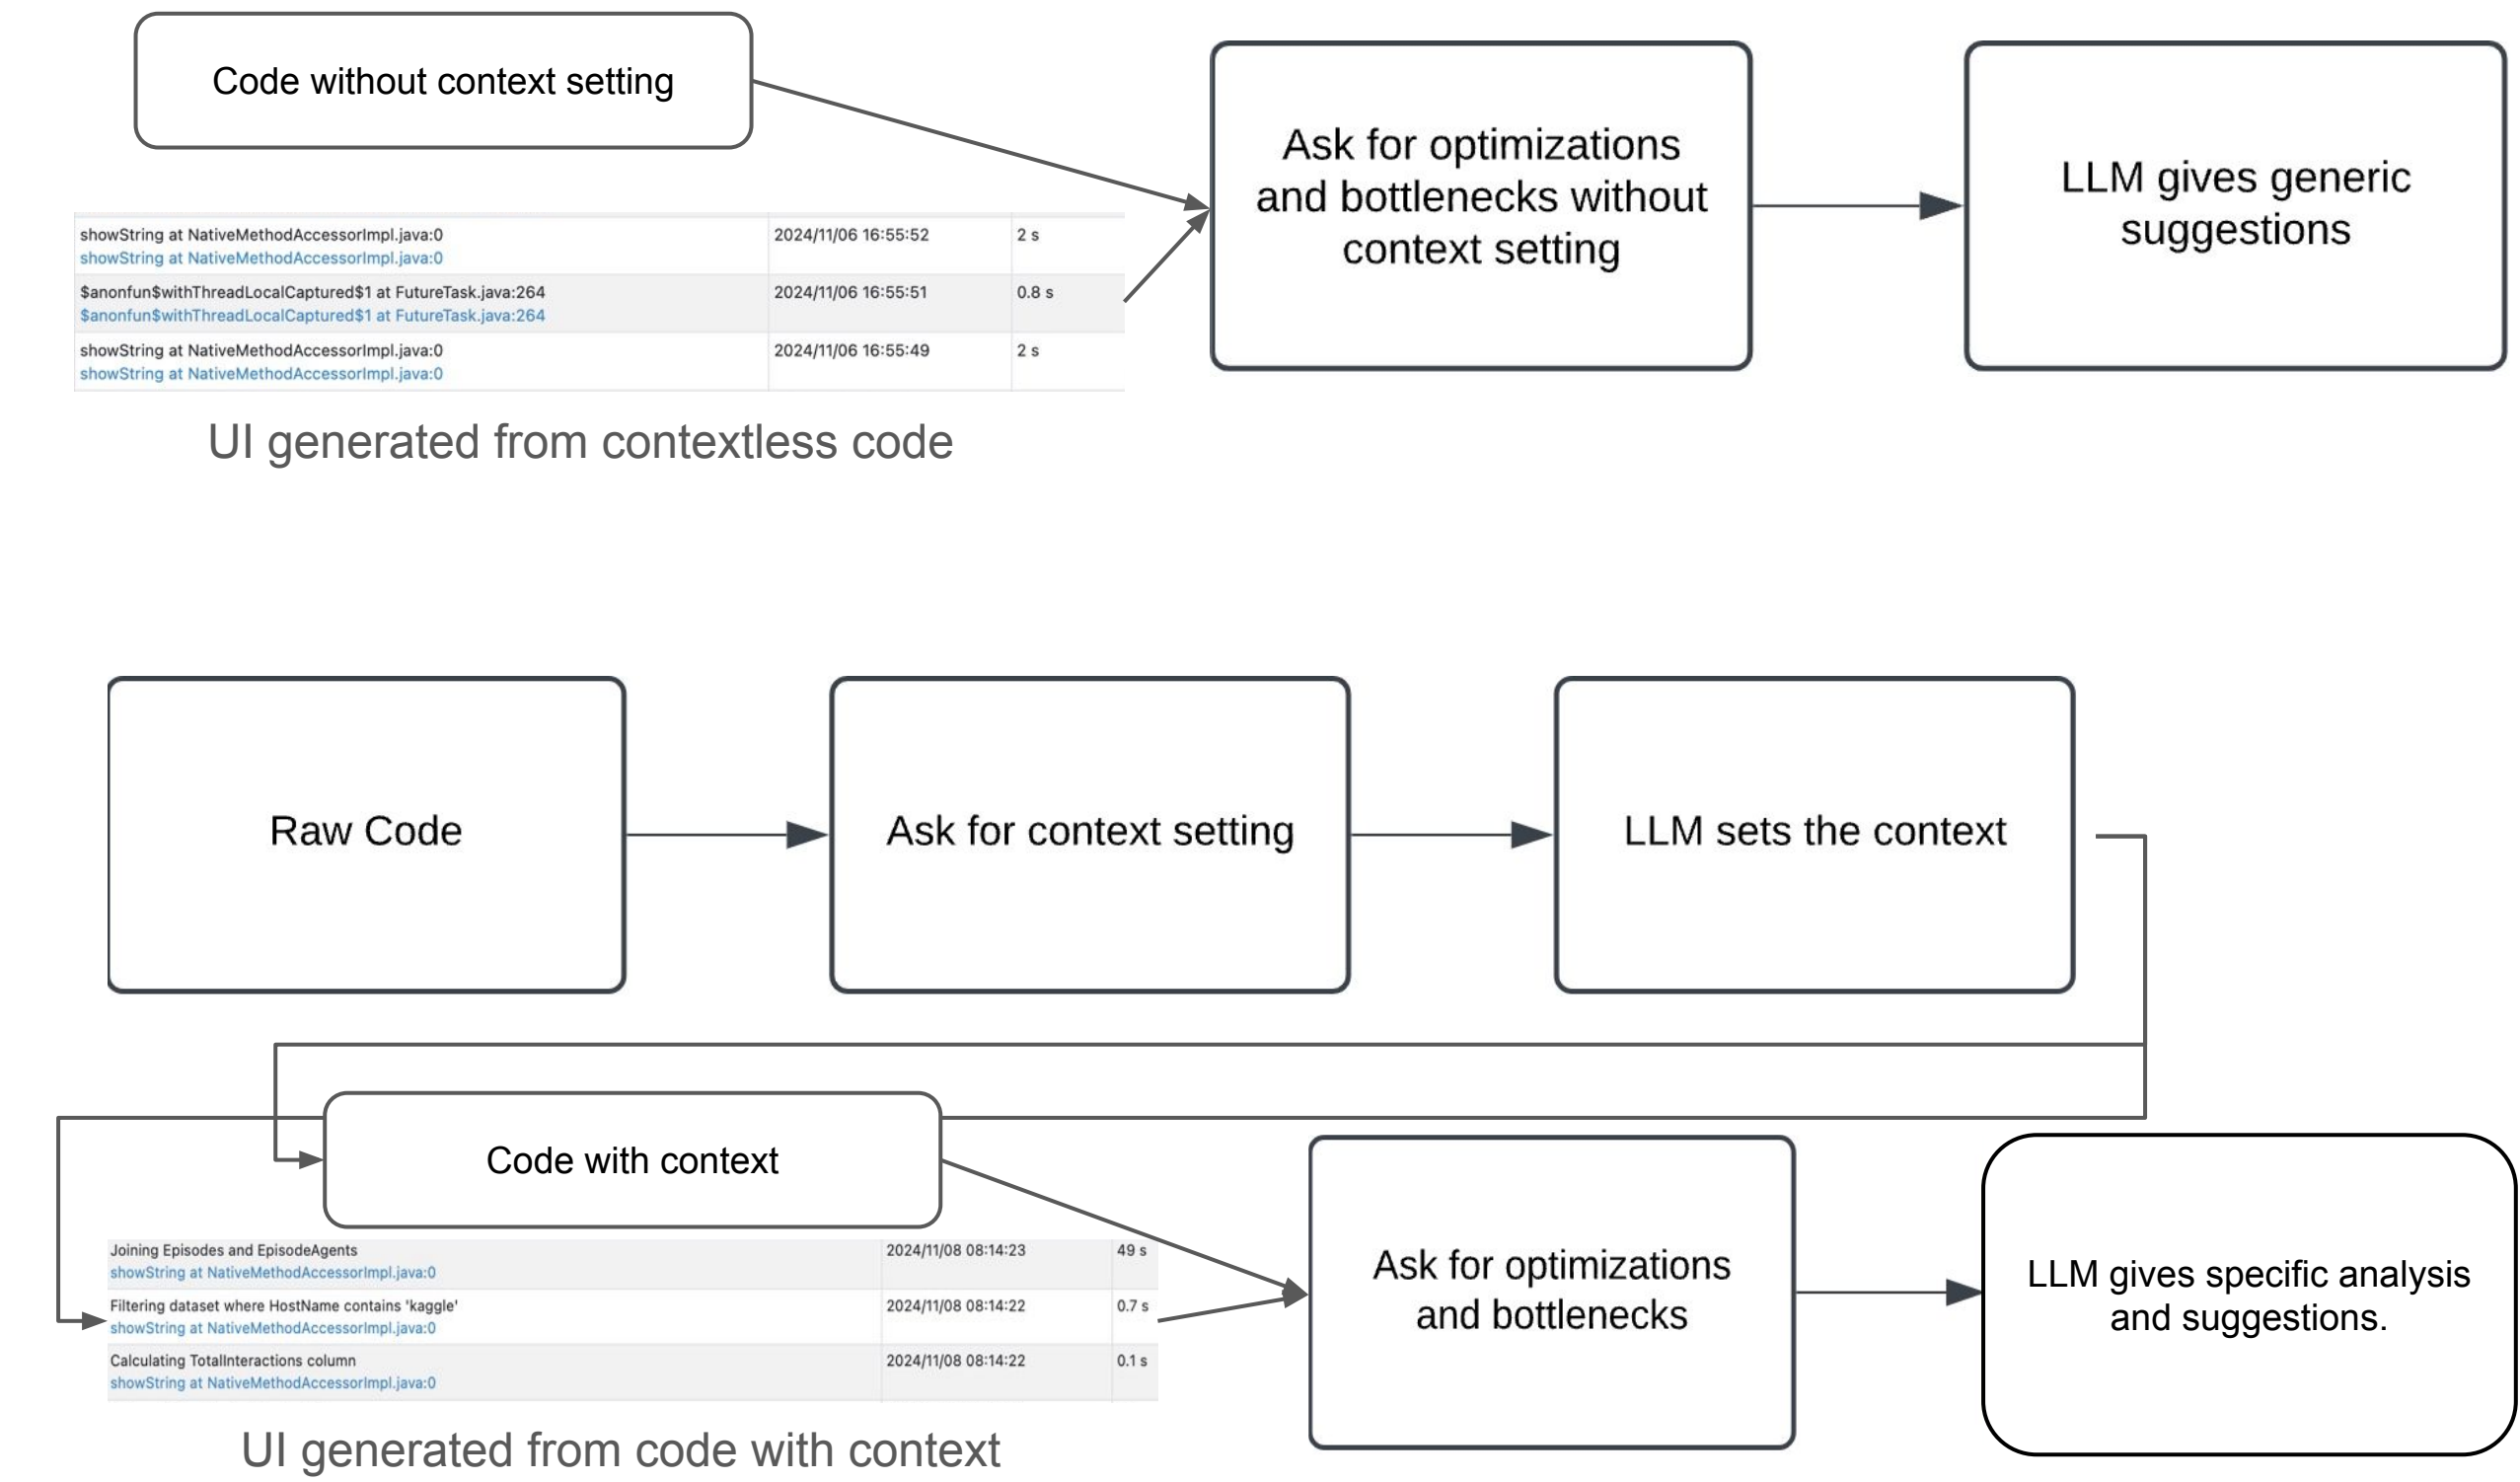 Code without context setting
Ask for optimizations
and bottlenecks without
context setting
LLM gives generic
suggestions
showString at NativeMethodAccessorImpl.java:0 2024/11/06 16:55:52 2 s
showString at NativeMethodAccessorImpl.java:0
$anonfun$withThreadLocalCaptured$1 at FutureTask.java:264 2024/11/06 16:55:51 0.8 s
$anonfun$withThreadLocalCaptured$1 at FutureTask.java:264
showString at NativeMethodAccessorImpl.java:0 2024/11/06 16:55:49 2 s
showString at NativeMethodAccessorImpl.java:0
UI generated from contextless code
Raw Code
Ask for context setting
LLM sets the context
Code with context
Joining Episodes and EpisodeAgents 2024/11/08 08:14:23 49 s
showString at NativeMethodAccessorImpl.java:0
Filtering dataset where HostName contains 'kaggle' 2024/11/08 08:14:22 0.7 s
showString at NativeMethodAccessorImpl.java:0
Calculating TotalInteractions column 2024/11/08 08:14:22 0.1 s
showString at NativeMethodAccessorImpl.java:0
UI generated from code with context
Ask for optimizations
and bottlenecks
LLM gives specific analysis
and suggestions.